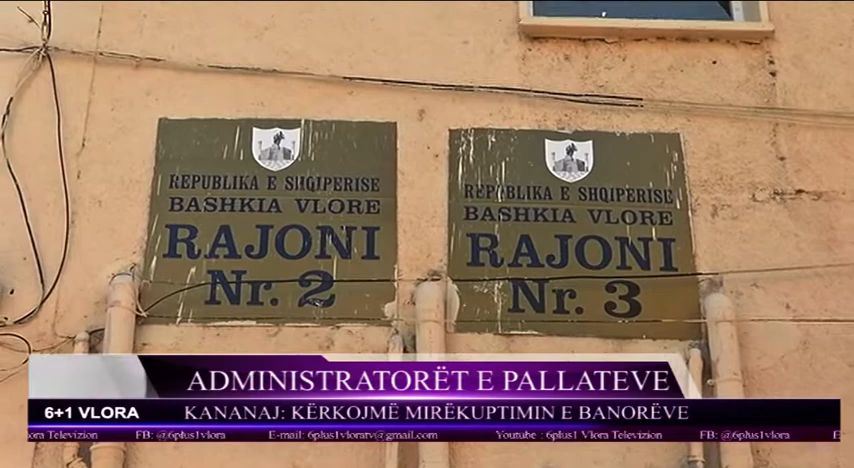 REPUBLIKA E SHQIPERISE
BASHKIA VLORE
RAJONI
Nr. 2
REPUBLIKA E SHQIPERISE
BASHKIA VLORE
RAJONI
Nr. 3
ADMINISTRATORËT E PALLATEVE
6+1 VLORA
KANANAJ: KËRKOJMË MIRËKUPTIMIN E BANORËVE
lora Televizion FB: @6plus1vlora E-mail: 6plus1vloratv@gmail.com Youtube : 6plus1 Vlora Televizion FB: @6plus1vlora E-